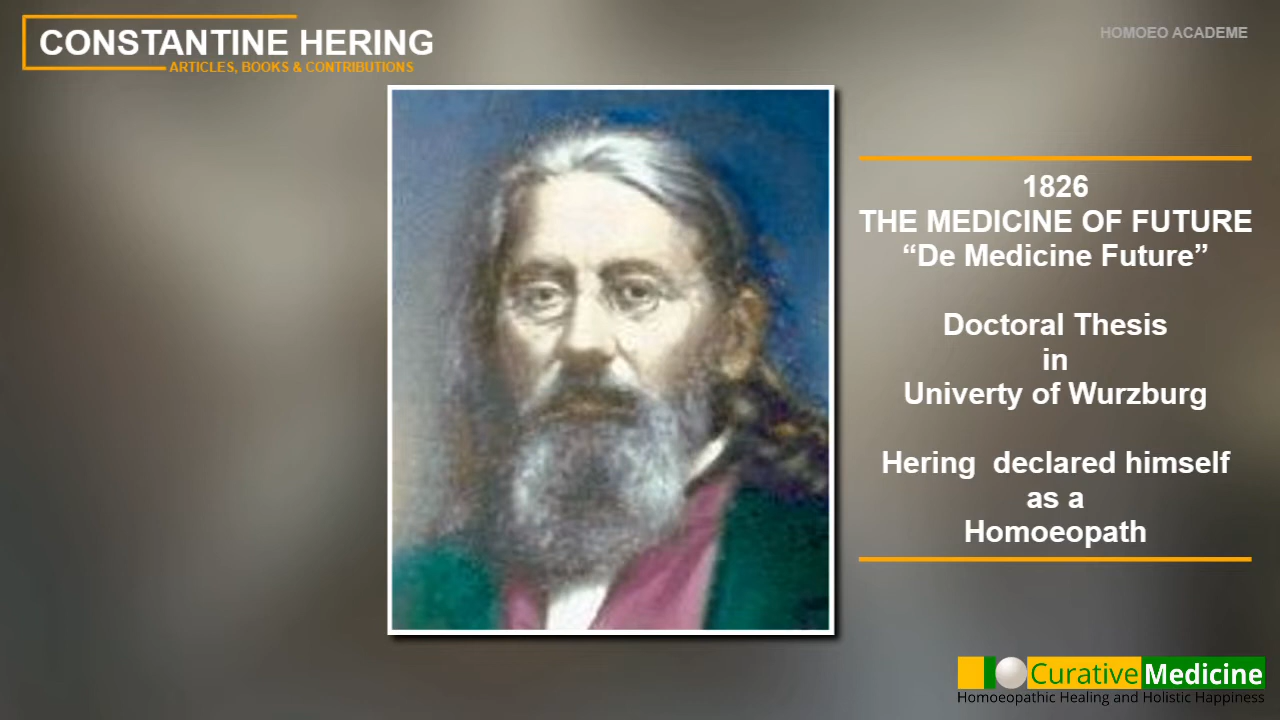 CONSTANTINE HERING
ARTICLES, BOOKS & CONTRIBUTIONS
HOMOEO ACADEME
1826
THE MEDICINE OF FUTURE
“De Medicine Future”
Doctoral Thesis
in
Univerty of Wurzburg
Hering  declared himself
as a
Homoeopath
Curative Medicine
Homoeopathic Healing and Holistic Happiness